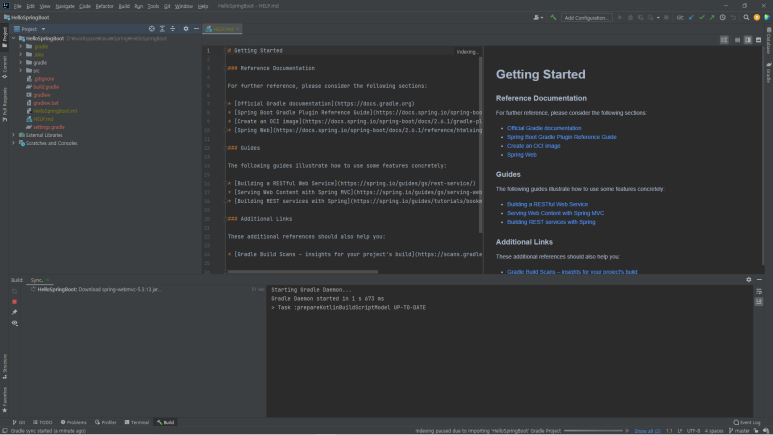 File Edit View Navigate Code Refactor Build Run Tools Git Window Help HelloSpringBoot - HELP.md
HelloSpringBoot
Add Configuration...
Git:
Project
HELP.md
HelloSpringBoot
.gradle
.idea
gradle
src
.gitignore
build.gradle
gradlew
gradlew.bat
HelloSpringBoot.iml
HELP.md
settings.gradle
External Libraries
Scratches and Consoles
Indexing...
# Getting Started
### Reference Documentation
For further reference, please consider the following sections:
* [Official Gradle documentation](https://docs.gradle.org)
* [Spring Boot Gradle Plugin Reference Guide](https://docs.spring.io/spring-boo
* [Create an OCI image](https://docs.spring.io/spring-boot/docs/2.6.1/gradle-pl
* [Spring Web](https://docs.spring.io/spring-boot/docs/2.6.1/reference/htmlsing
### Guides
The following guides illustrate how to use some features concretely:
* [Building a RESTful Web Service](https://spring.io/guides/gs/rest-service/)
* [Serving Web Content with Spring MVC](https://spring.io/guides/gs/serving-web
* [Building REST services with Spring](https://spring.io/guides/tutorials/bookm
### Additional Links
These additional references should also help you:
* [Gradle Build Scans – insights for your project's build](https://scans.gradle
Getting Started
Reference Documentation
For further reference, please consider the following sections:
Official Gradle documentation
Spring Boot Gradle Plugin Reference Guide
Create an OCI image
Spring Web
Guides
The following guides illustrate how to use some features concretely:
Building a RESTful Web Service
Serving Web Content with Spring MVC
Building REST services with Spring
Additional Links
These additional references should also help you:
Gradle Build Scans – insights for your project's build
Project
Commit
Pull Requests
Structure
Favorites
Database
Gradle
Build: Sync
HelloSpringBoot: Download spring-webmvc-5.3.13.jar...
Starting Gradle Daemon...
Gradle Daemon started in 1 s 673 ms
> Task :prepareKotlinBuildScriptModel UP-TO-DATE
Git TODO Problems Profiler Terminal Build Event Log
Gradle sync started (a minute ago)
Indexing paused due to Importing 'HelloSpringBoot' Gradle Project
Show all (2) 1:1 LF UTF-8 4 spaces master